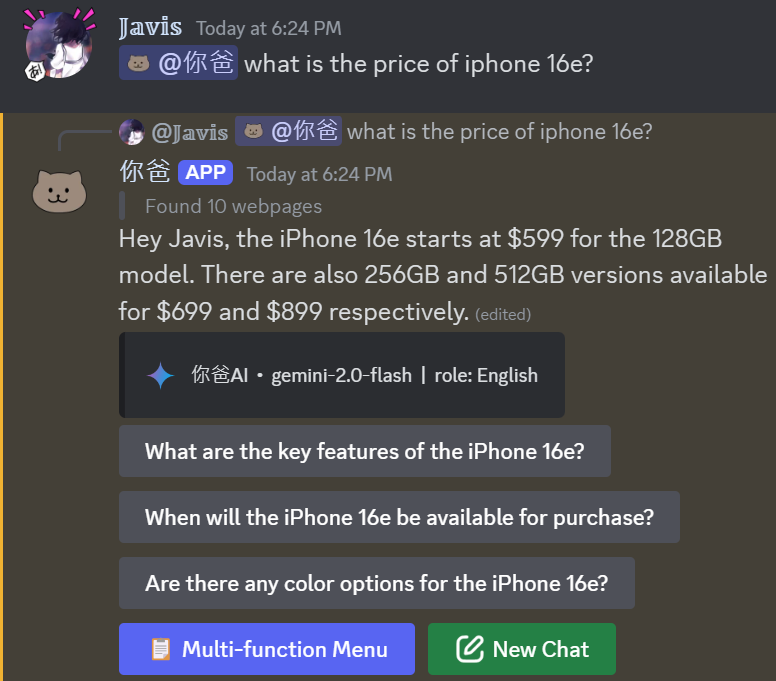 Javis Today at 6:24 PM
@你爸 what is the price of iphone 16e?
@Javis @你爸 what is the price of iphone 16e?
你爸 APP Today at 6:24 PM
Found 10 webpages
Hey Javis, the iPhone 16e starts at $599 for the 128GB
model. There are also 256GB and 512GB versions available
for $699 and $899 respectively. (edited)
你爸AI • gemini-2.0-flash | role: English
What are the key features of the iPhone 16e?
When will the iPhone 16e be available for purchase?
Are there any color options for the iPhone 16e?
Multi-function Menu New Chat